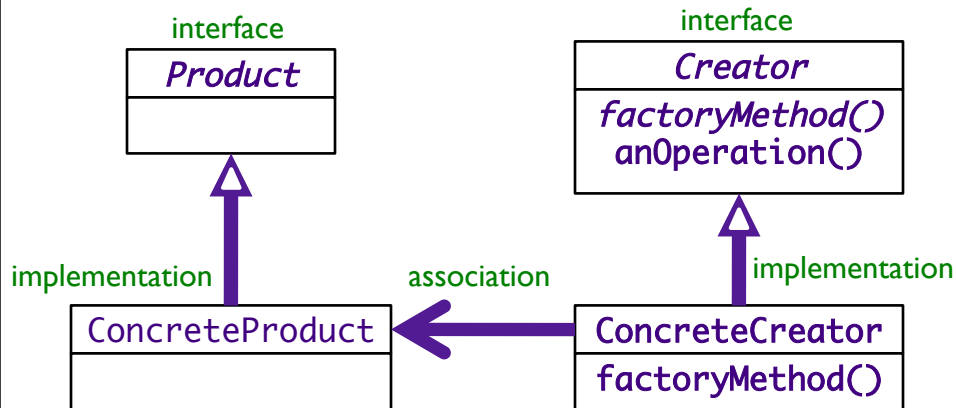 interface
Product
interface
Creator
factoryMethod()
anOperation()
implementation
association
implementation
ConcreteProduct
ConcreteCreator
factoryMethod()